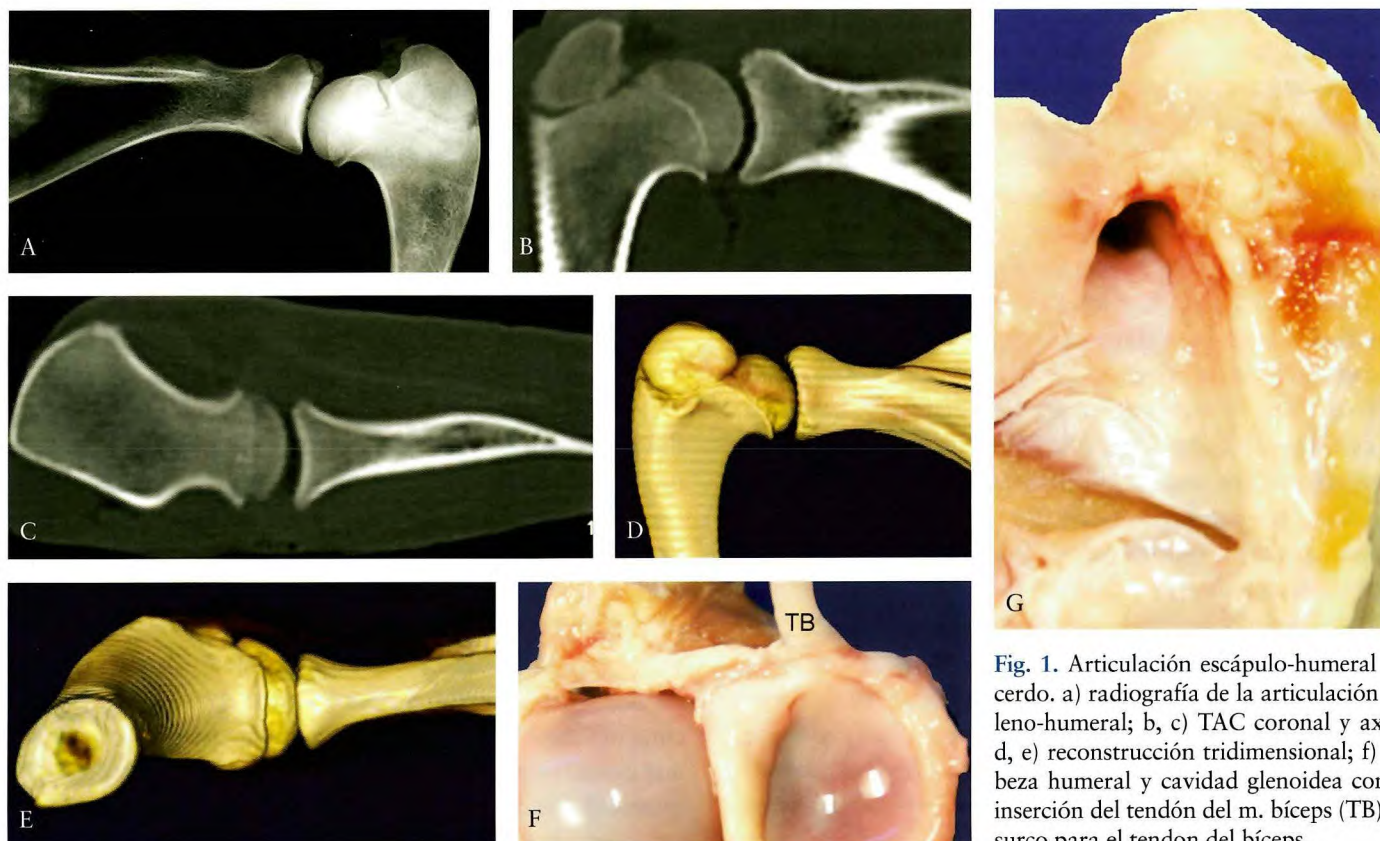 A
B
C
D
E
TB
F
G
Fig. 1. Articulación escápulo-humeral
cerdo. a) radiografía de la articulación
leno-humeral; b, c) TAC coronal y ax
d, e) reconstrucción tridimensional; f)
beza humeral y cavidad glenoidea con
inserción del tendón del m. bíceps (TB)
surco para el tendon del bíceps